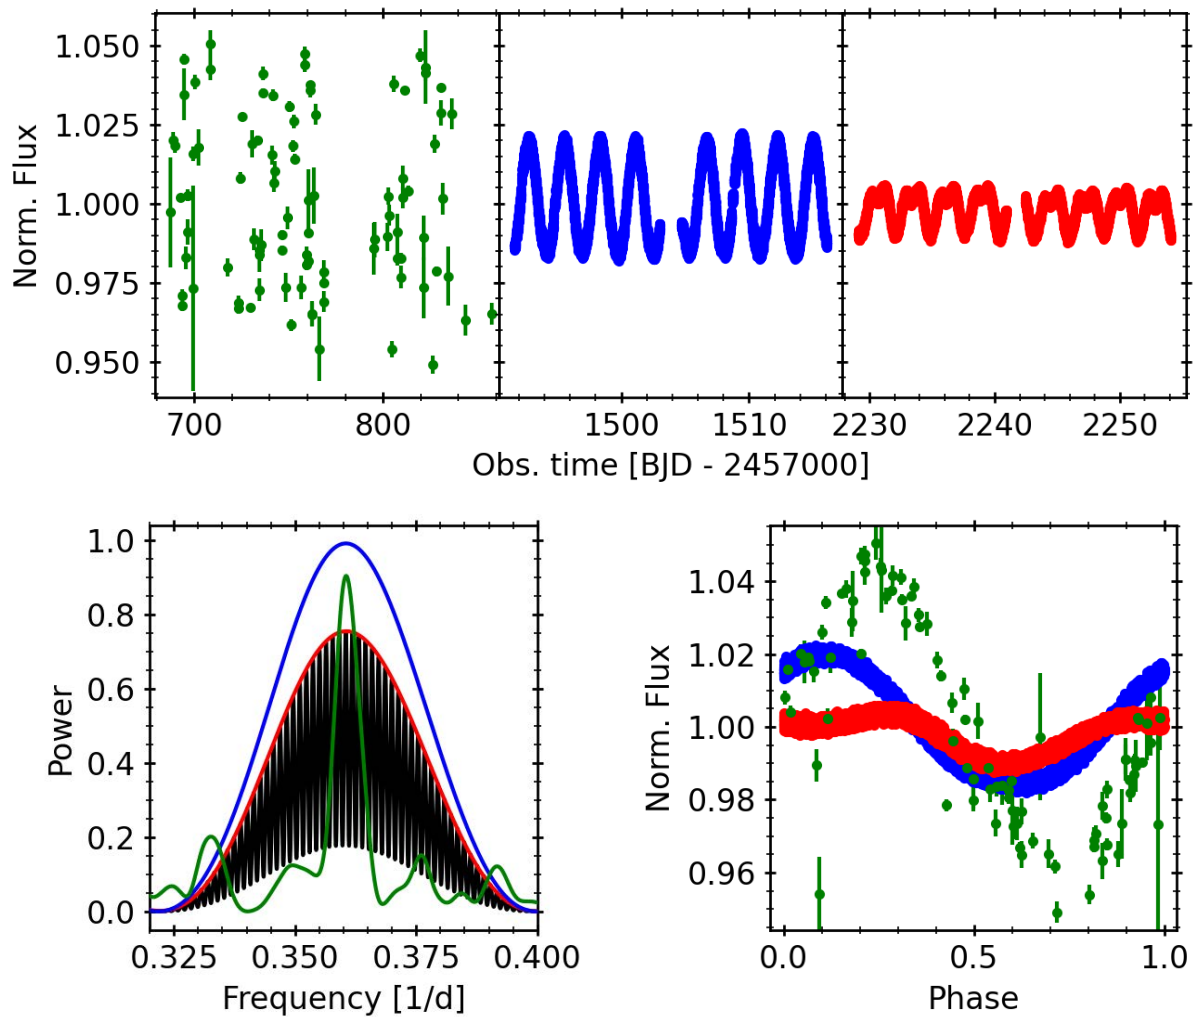 1.050
1.025
1.000
0.975
0.950
Norm. Flux
700 800 1500 1510 2230 2240 2250
Obs. time [BJD - 2457000]
1.0
0.8
0.6
0.4
0.2
0.0
Power
0.325 0.350 0.375 0.400
Frequency [1/d]
1.04
1.02
1.00
0.98
0.96
Norm. Flux
0.0 0.5 1.0
Phase